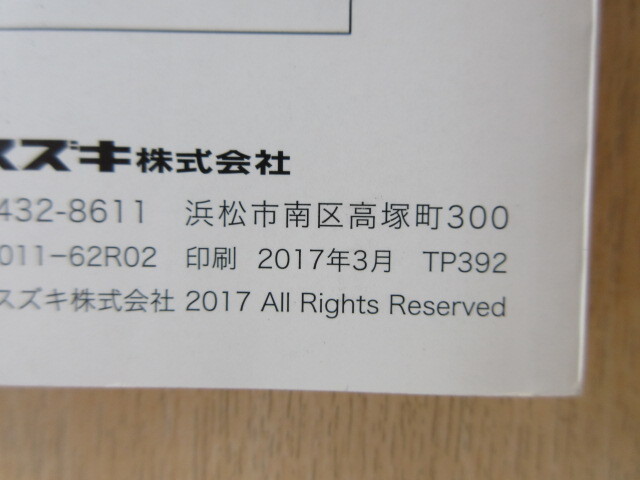 スズキ株式会社
432-8611 浜松市南区高塚町300
011-62R02 印刷 2017年3月 TP392
スズキ株式会社 2017 All Rights Reserved